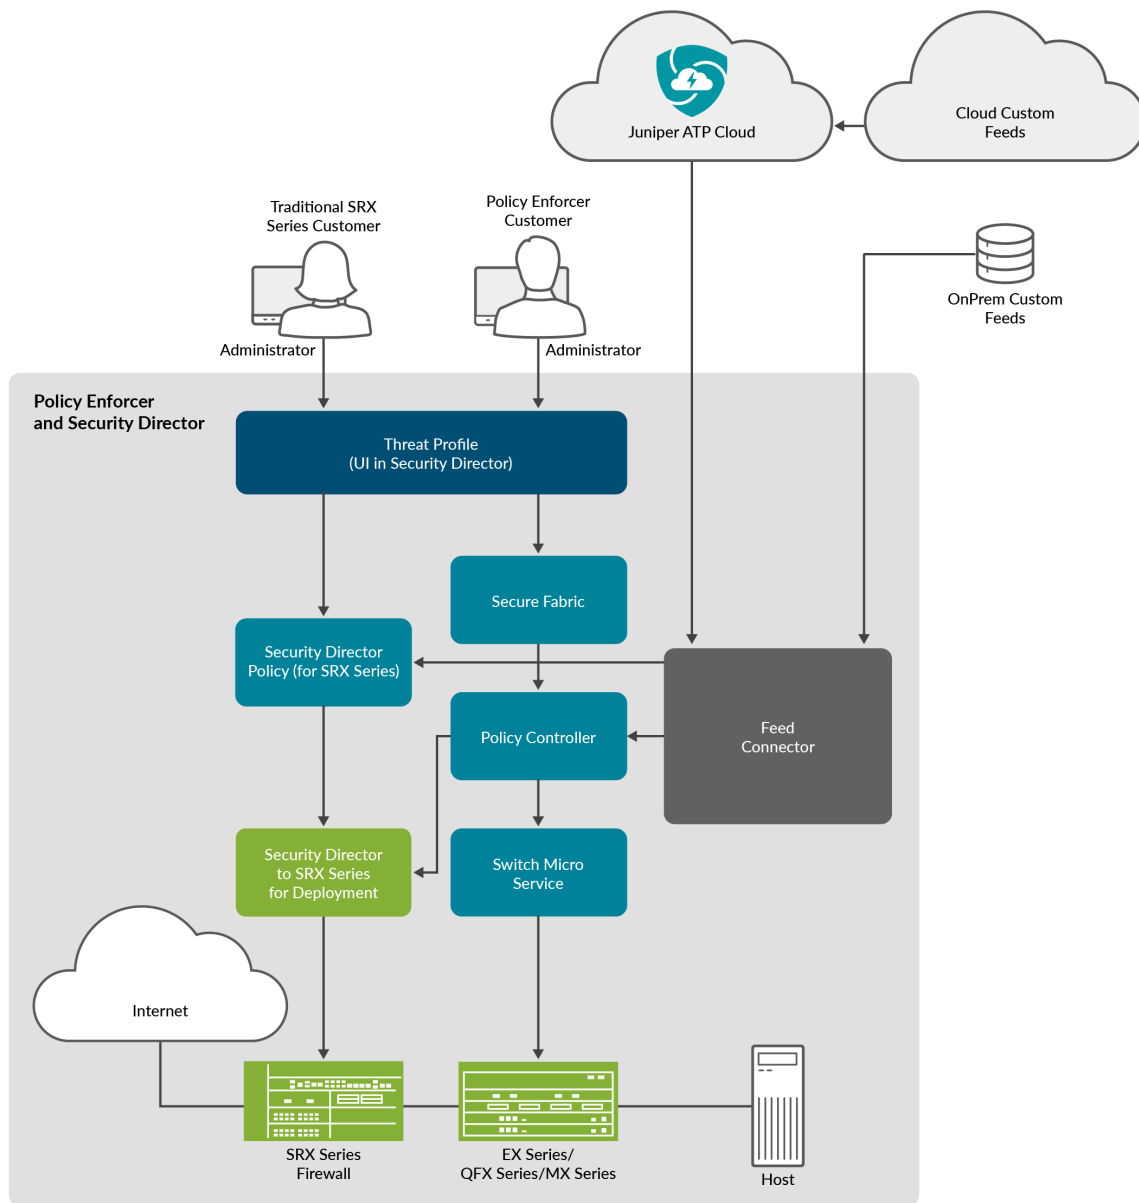 Juniper ATP Cloud
Cloud Custom
Feeds
Traditional SRX
Series Customer
Policy Enforcer
Customer
OnPrem Custom
Feeds
Administrator
Administrator
Policy Enforcer
and Security Director
Threat Profile
(UI in Security Director)
Secure Fabric
Security Director
Policy (for SRX Series)
Policy Controller
Feed
Connector
Security Director
to SRX Series
for Deployment
Switch Micro
Service
Internet
SRX Series
Firewall
EX Series/
QFX Series/MX Series
Host